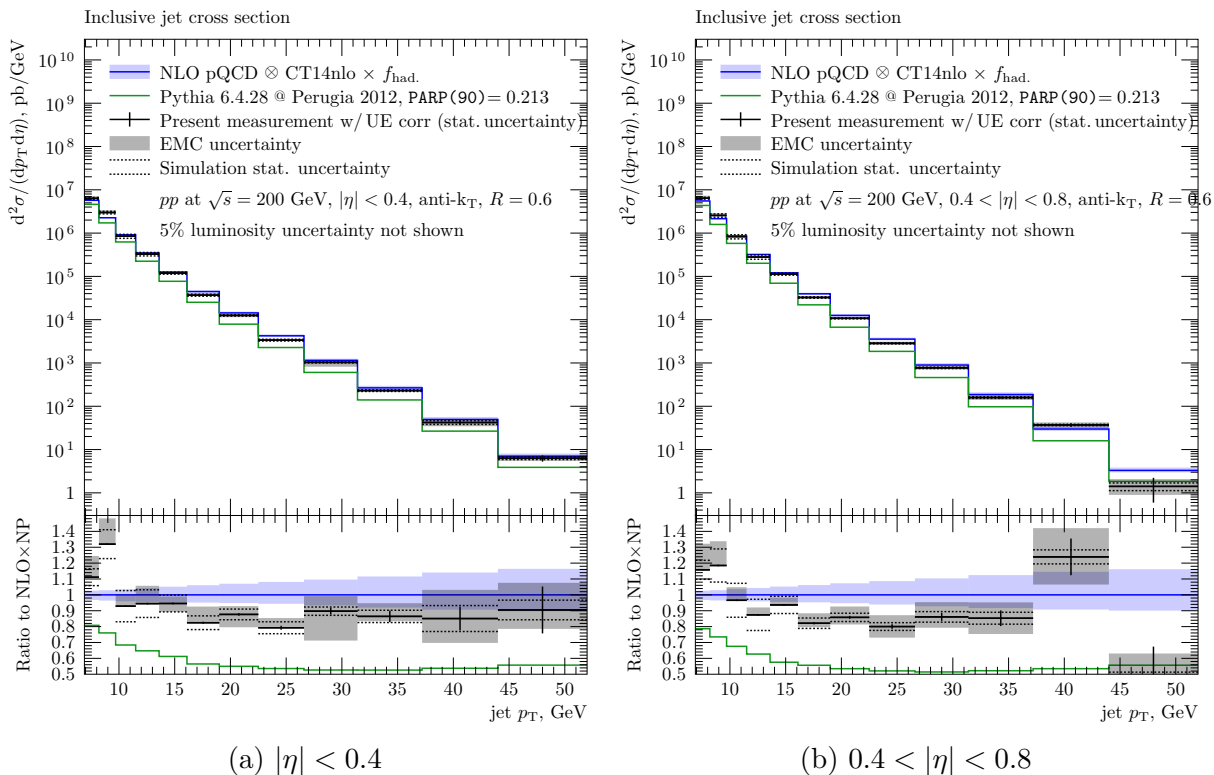 Inclusive jet cross section
d²σ/(dp_T dη), pb/GeV
10^10
10^9
10^8
10^7
10^6
10^5
10^4
10^3
10^2
10^1
1
NLO pQCD ⊗ CT14nlo × f_had.
Pythia 6.4.28 @ Perugia 2012, PARP(90)= 0.213
Present measurement w/ UE corr (stat. uncertainty)
EMC uncertainty
Simulation stat. uncertainty
pp at √s = 200 GeV, |η| < 0.4, anti-k_T, R = 0.6
5% luminosity uncertainty not shown
Ratio to NLO×NP
1.4
1.3
1.2
1.1
1
0.9
0.8
0.7
0.6
0.5
10 15 20 25 30 35 40 45 50
jet p_T, GeV
(a) |η| < 0.4
Inclusive jet cross section
d²σ/(dp_T dη), pb/GeV
10^10
10^9
10^8
10^7
10^6
10^5
10^4
10^3
10^2
10^1
1
NLO pQCD ⊗ CT14nlo × f_had.
Pythia 6.4.28 @ Perugia 2012, PARP(90)= 0.213
Present measurement w/ UE corr (stat. uncertainty)
EMC uncertainty
Simulation stat. uncertainty
pp at √s = 200 GeV, 0.4 < |η| < 0.8, anti-k_T, R = 0.6
5% luminosity uncertainty not shown
Ratio to NLO×NP
1.4
1.3
1.2
1.1
1
0.9
0.8
0.7
0.6
0.5
10 15 20 25 30 35 40 45 50
jet p_T, GeV
(b) 0.4 < |η| < 0.8